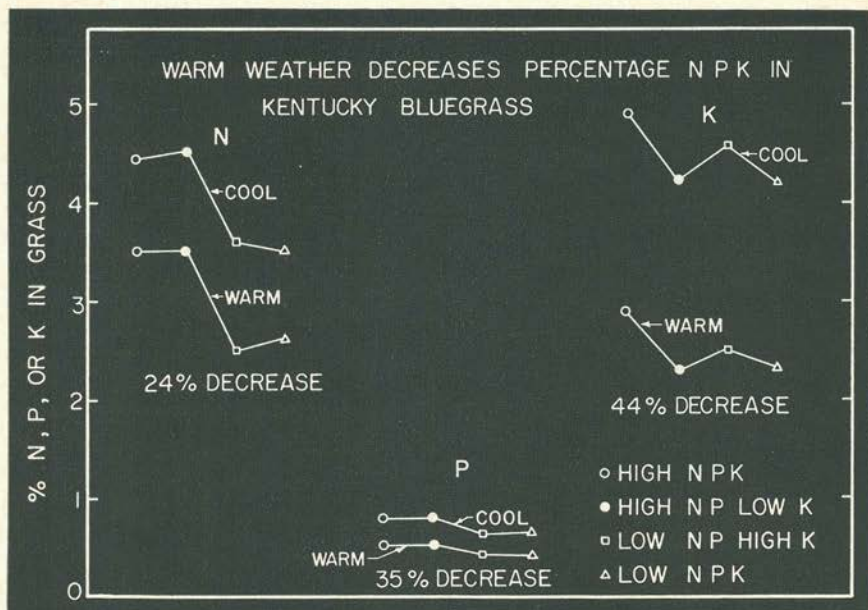 WARM WEATHER DECREASES PERCENTAGE N P K IN
KENTUCKY BLUEGRASS
% N, P, OR K IN GRASS
5
4
3
2
1
0
N
COOL
WARM
24% DECREASE
P
COOL
WARM
35% DECREASE
K
COOL
WARM
44% DECREASE
HIGH N P K
HIGH N P LOW K
LOW N P HIGH K
LOW N P K